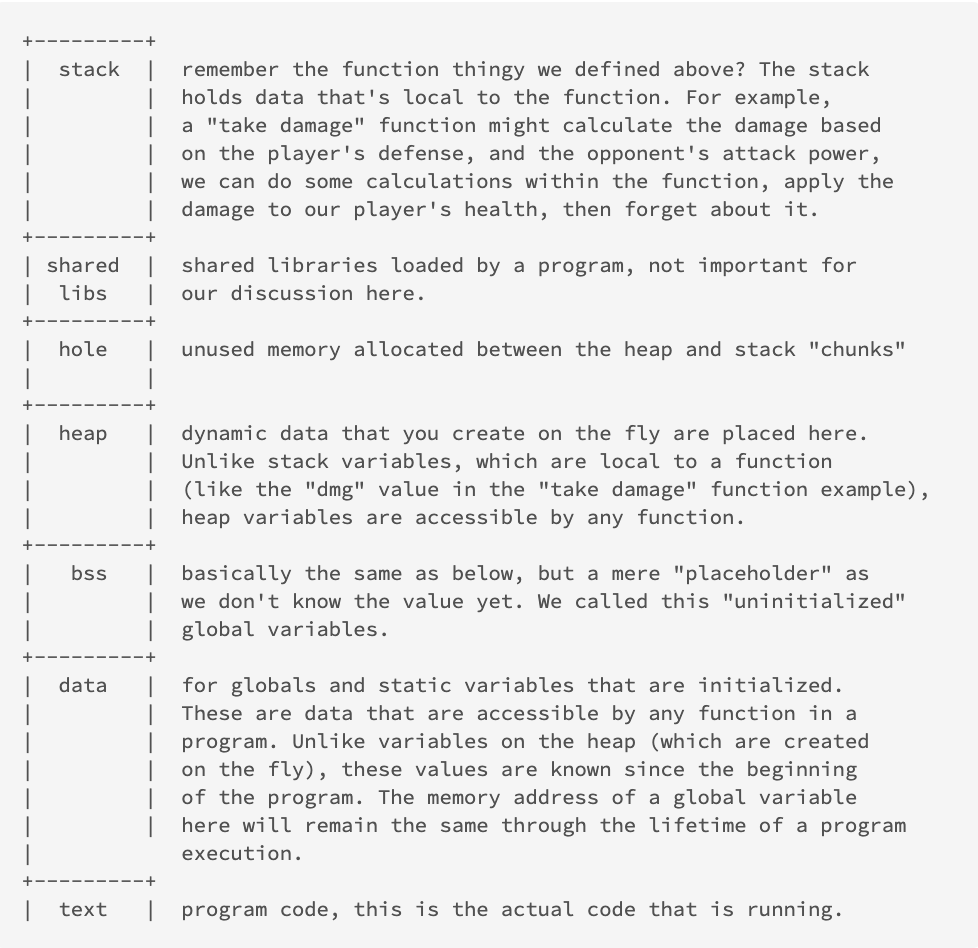 +---------+
|  stack  |  remember the function thingy we defined above? The stack
|         |  holds data that's local to the function. For example,
|         |  a "take damage" function might calculate the damage based
|         |  on the player's defense, and the opponent's attack power,
|         |  we can do some calculations within the function, apply the
|         |  damage to our player's health, then forget about it.
+---------+
| shared  |  shared libraries loaded by a program, not important for
|  libs   |  our discussion here.
+---------+
|  hole   |  unused memory allocated between the heap and stack "chunks"
|         |
+---------+
|  heap   |  dynamic data that you create on the fly are placed here.
|         |  Unlike stack variables, which are local to a function
|         |  (like the "dmg" value in the "take damage" function example),
|         |  heap variables are accessible by any function.
+---------+
|   bss   |  basically the same as below, but a mere "placeholder" as
|         |  we don't know the value yet. We called this "uninitialized"
|         |  global variables.
+---------+
|  data   |  for globals and static variables that are initialized.
|         |  These are data that are accessible by any function in a
|         |  program. Unlike variables on the heap (which are created
|         |  on the fly), these values are known since the beginning
|         |  of the program. The memory address of a global variable
|         |  here will remain the same through the lifetime of a program
|            execution.
+---------+
|  text   |  program code, this is the actual code that is running.